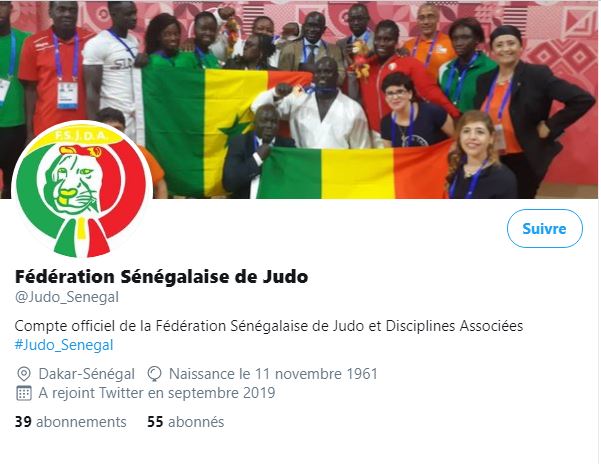 F.S.J.D.A.
Suivre
Fédération Sénégalaise de Judo
@Judo_Senegal
Compte officiel de la Fédération Sénégalaise de Judo et Disciplines Associées
#Judo_Senegal
Dakar-Sénégal Naissance le 11 novembre 1961
A rejoint Twitter en septembre 2019
39 abonnements 55 abonnés